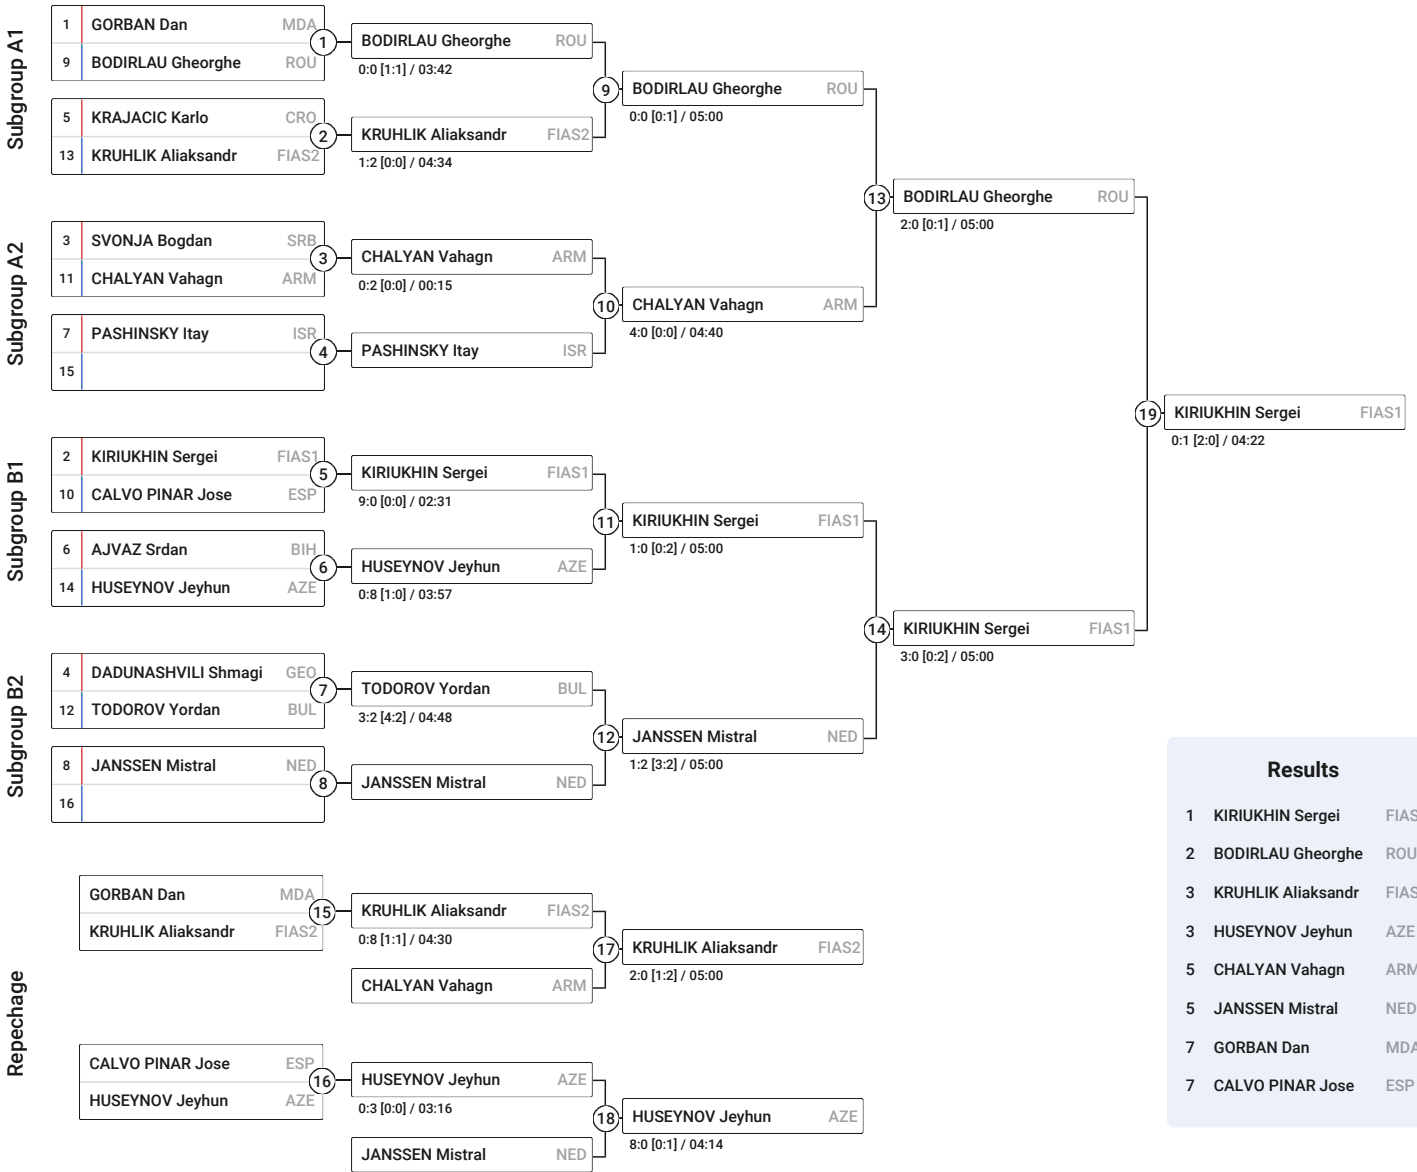 Subgroup A1
1 GORBAN Dan MDA
9 BODIRLAU Gheorghe ROU
1
BODIRLAU Gheorghe ROU
0:0 [1:1] / 03:42
5 KRAJACIC Karlo CRO
13 KRUHLIK Aliaksandr FIAS2
2
KRUHLIK Aliaksandr FIAS2
1:2 [0:0] / 04:34
9
BODIRLAU Gheorghe ROU
0:0 [0:1] / 05:00
Subgroup A2
3 SVONJA Bogdan SRB
11 CHALYAN Vahagn ARM
3
CHALYAN Vahagn ARM
0:2 [0:0] / 00:15
7 PASHINSKY Itay ISR
15
4
PASHINSKY Itay ISR
10
CHALYAN Vahagn ARM
4:0 [0:0] / 04:40
13
BODIRLAU Gheorghe ROU
2:0 [0:1] / 05:00
Subgroup B1
2 KIRIUKHIN Sergei FIAS1
10 CALVO PINAR Jose ESP
5
KIRIUKHIN Sergei FIAS1
9:0 [0:0] / 02:31
6 AJVAZ Srdan BIH
14 HUSEYNOV Jeyhun AZE
6
HUSEYNOV Jeyhun AZE
0:8 [1:0] / 03:57
11
KIRIUKHIN Sergei FIAS1
1:0 [0:2] / 05:00
Subgroup B2
4 DADUNASHVILI Shmagi GEO
12 TODOROV Yordan BUL
7
TODOROV Yordan BUL
3:2 [4:2] / 04:48
8 JANSSEN Mistral NED
16
8
JANSSEN Mistral NED
12
JANSSEN Mistral NED
1:2 [3:2] / 05:00
14
KIRIUKHIN Sergei FIAS1
3:0 [0:2] / 05:00
19
KIRIUKHIN Sergei FIAS1
0:1 [2:0] / 04:22
Repechage
GORBAN Dan MDA
KRUHLIK Aliaksandr FIAS2
15
KRUHLIK Aliaksandr FIAS2
0:8 [1:1] / 04:30
CHALYAN Vahagn ARM
17
KRUHLIK Aliaksandr FIAS2
2:0 [1:2] / 05:00
CALVO PINAR Jose ESP
HUSEYNOV Jeyhun AZE
16
HUSEYNOV Jeyhun AZE
0:3 [0:0] / 03:16
JANSSEN Mistral NED
18
HUSEYNOV Jeyhun AZE
8:0 [0:1] / 04:14
Results
1 KIRIUKHIN Sergei FIAS
2 BODIRLAU Gheorghe ROU
3 KRUHLIK Aliaksandr FIAS
3 HUSEYNOV Jeyhun AZE
5 CHALYAN Vahagn ARM
5 JANSSEN Mistral NED
7 GORBAN Dan MDA
7 CALVO PINAR Jose ESP